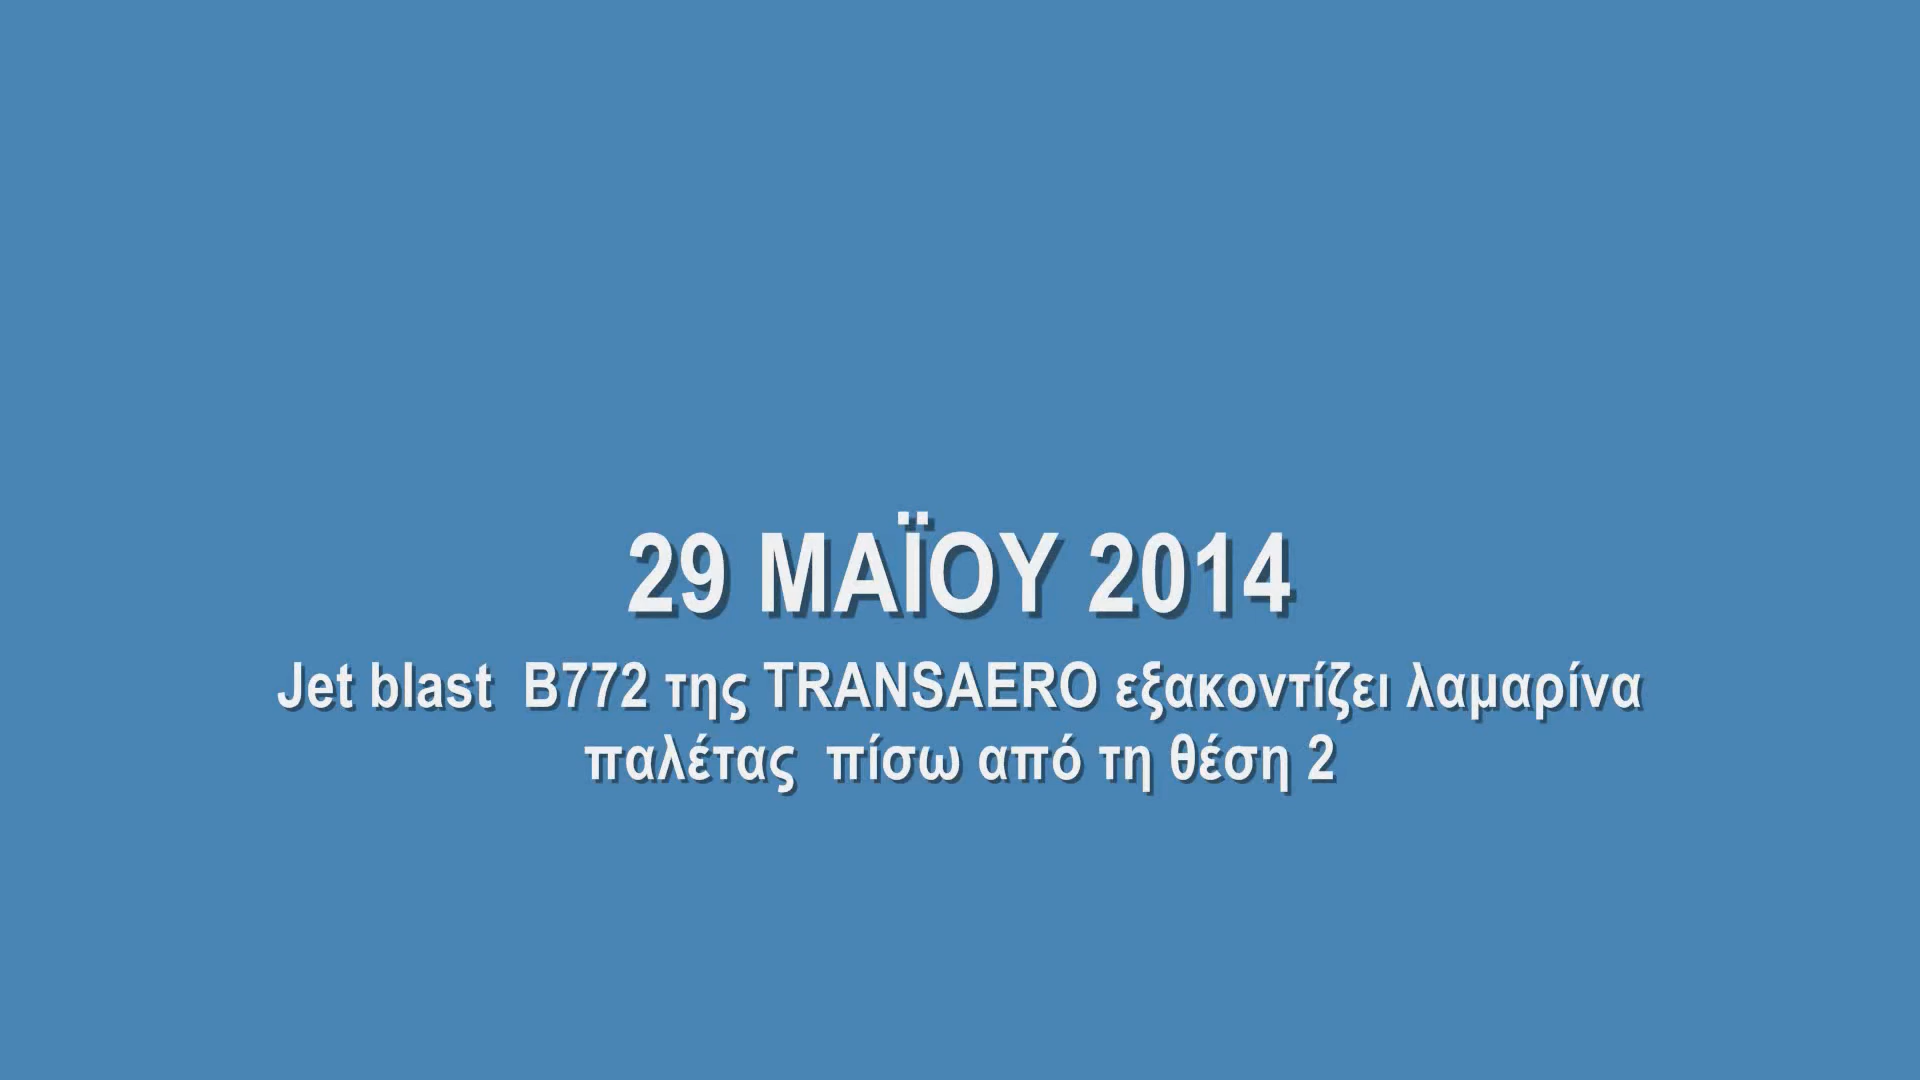 29 ΜΑΪΟΥ 2014
Jet blast  B772 της TRANSAERO εξακοντίζει λαμαρίνα
παλέτας  πίσω από τη θέση 2